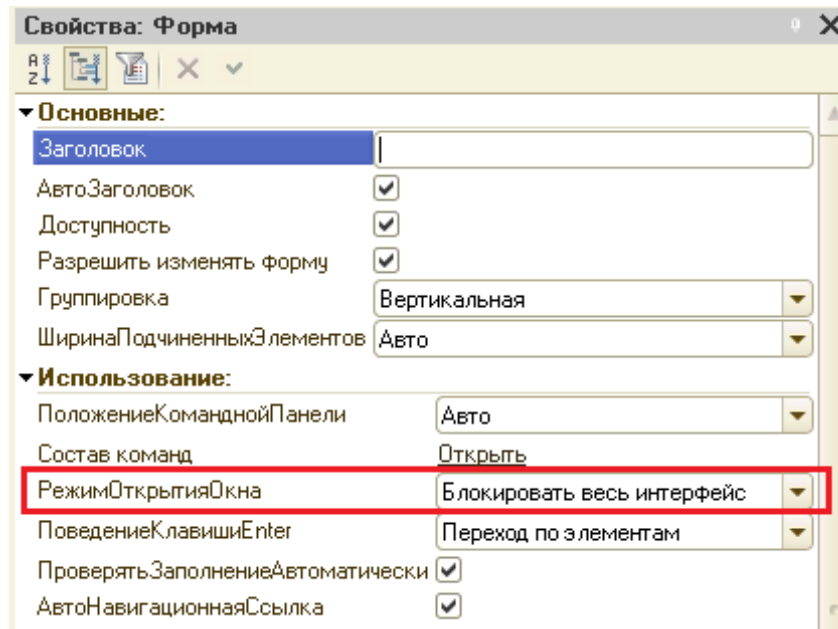 Свойства: Форма
Основные:
Заголовок
АвтоЗаголовок
Доступность
Разрешить изменять форму
Группировка Вертикальная
ШиринаПодчиненныхЭлементов Авто
Использование:
ПоложениеКоманднойПанели Авто
Состав команд Открыть
РежимОткрытияОкна Блокировать весь интерфейс
ПоведениеКлавишиEnter Переход по элементам
ПроверятьЗаполнениеАвтоматически
АвтоНавигационнаяСсылка